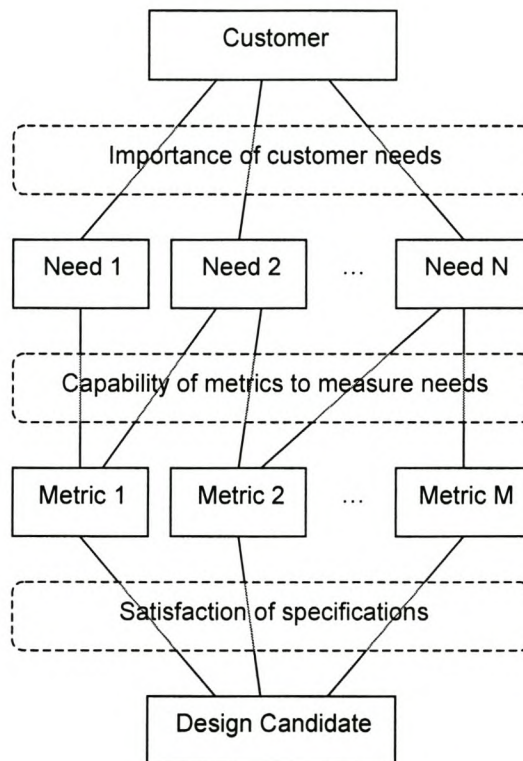 Customer
Importance of customer needs
Need 1 Need 2 ... Need N
Capability of metrics to measure needs
Metric 1 Metric 2 ... Metric M
Satisfaction of specifications
Design Candidate